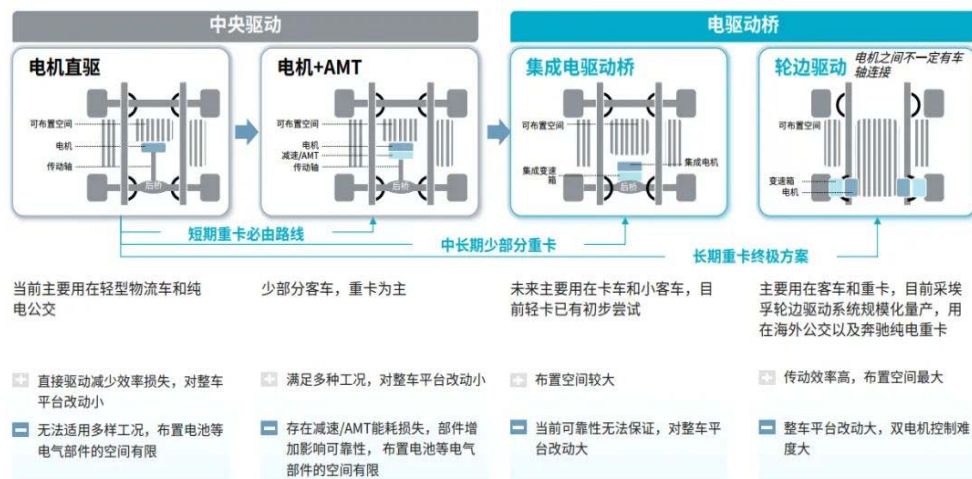 中央驱动
电驱动桥
电机直驱
可布置空间
电机
传动轴
后桥
电机+AMT
可布置空间
电机
减速/AMT
传动轴
后桥
集成电驱动桥
可布置空间
集成电机
集成变速
箱
后桥
轮边驱动
电机之间不一定有车
轴连接
可布置空间
变速箱
电机
短期重卡必由路线
中长期少部分重卡
长期重卡终极方案
当前主要用在轻型物流车和纯
电公交
少部分客车，重卡为主
未来主要用在卡车和小客车，目
前轻卡已有初步尝试
主要用在客车和重卡，目前采埃
孚轮边驱动系统规模化量产，用
在海外公交以及奔驰纯电重卡
直接驱动减少效率损失，对整车
平台改动小
无法适用多样工况，布置电池等
电气部件的空间有限
满足多种工况，对整车平台改动小
存在减速/AMT能耗损失，部件增
加影响可靠性， 布置电池等电气
部件的空间有限
布置空间较大
当前可靠性无法保证，对整车平
台改动大
传动效率高，布置空间最大
整车平台改动大，双电机控制难
度大